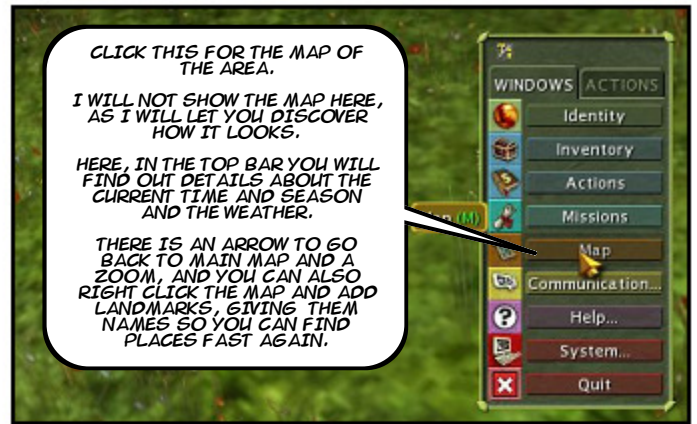 CLICK THIS FOR THE MAP OF
THE AREA.
I WILL NOT SHOW THE MAP HERE,
AS I WILL LET YOU DISCOVER
HOW IT LOOKS.
HERE, IN THE TOP BAR YOU WILL
FIND OUT DETAILS ABOUT THE
CURRENT TIME AND SEASON
AND THE WEATHER.
THERE IS AN ARROW TO GO
BACK TO MAIN MAP AND A
ZOOM, AND YOU CAN ALSO
RIGHT CLICK THE MAP AND ADD
LANDMARKS, GIVING THEM
NAMES SO YOU CAN FIND
PLACES FAST AGAIN.
(M)
WINDOWS ACTIONS
Identity
Inventory
Actions
Missions
Map
Communication...
Help...
System...
Quit